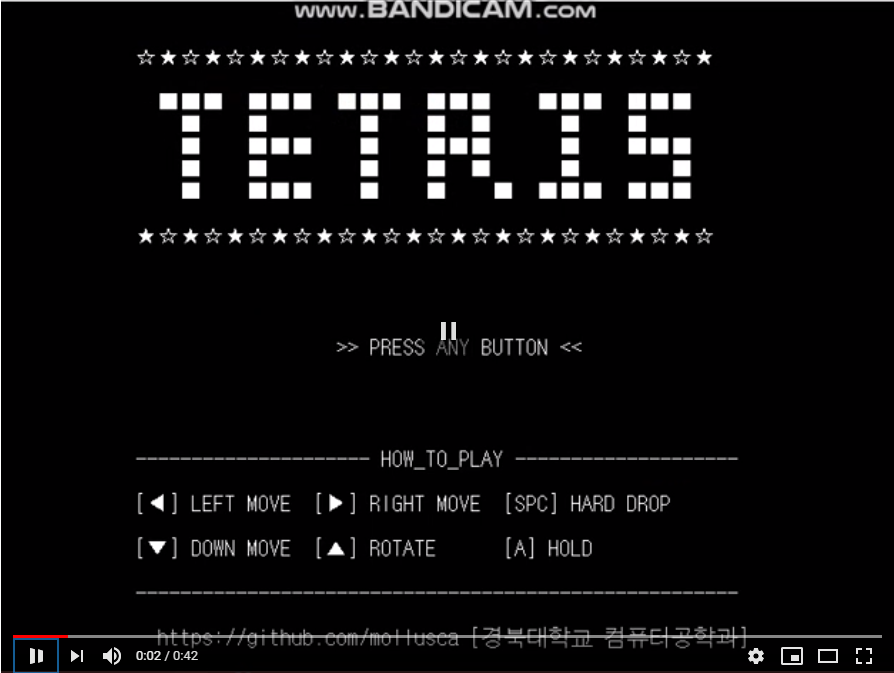 www.BANDICAM.com
☆★☆★☆★☆★☆★☆★☆★☆★☆★☆★☆★☆★☆★
TETRIS
★☆★☆★☆★☆★☆★☆★☆★☆★☆★☆★☆★☆★☆
>> PRESS ANY BUTTON <<
--------------------- HOW_TO_PLAY --------------------
[◀] LEFT MOVE [▶] RIGHT MOVE [SPC] HARD DROP
[▼] DOWN MOVE [▲] ROTATE [A] HOLD
https://github.com/mollusca [경북대학교 컴퓨터공학과]
0:02 / 0:42